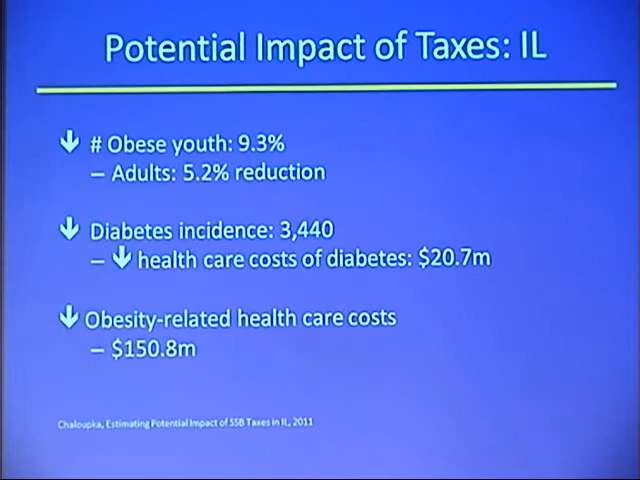 Potential Impact of Taxes: IL
↓ # Obese youth: 9.3%
– Adults: 5.2% reduction
↓ Diabetes incidence: 3,440
– ↓ health care costs of diabetes: $20.7m
↓ Obesity-related health care costs
– $150.8m
Chaloupka, Estimating Potential Impact of SSB Taxes in IL, 2011